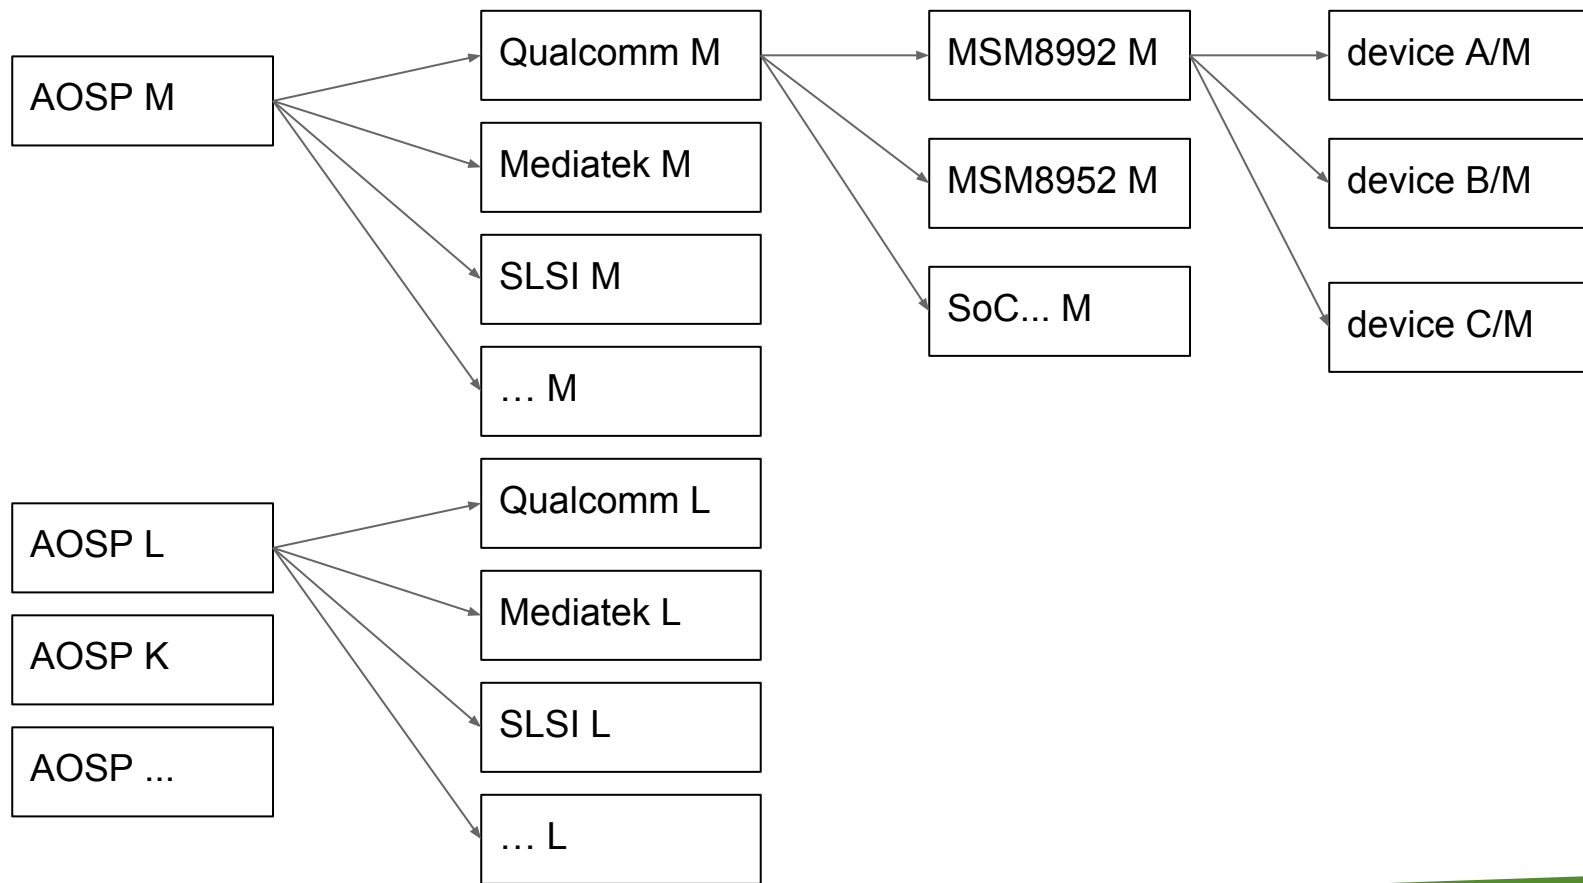 AOSP M
Qualcomm M
Mediatek M
SLSI M
… M
MSM8992 M
MSM8952 M
SoC... M
device A/M
device B/M
device C/M
AOSP L
AOSP K
AOSP ...
Qualcomm L
Mediatek L
SLSI L
… L